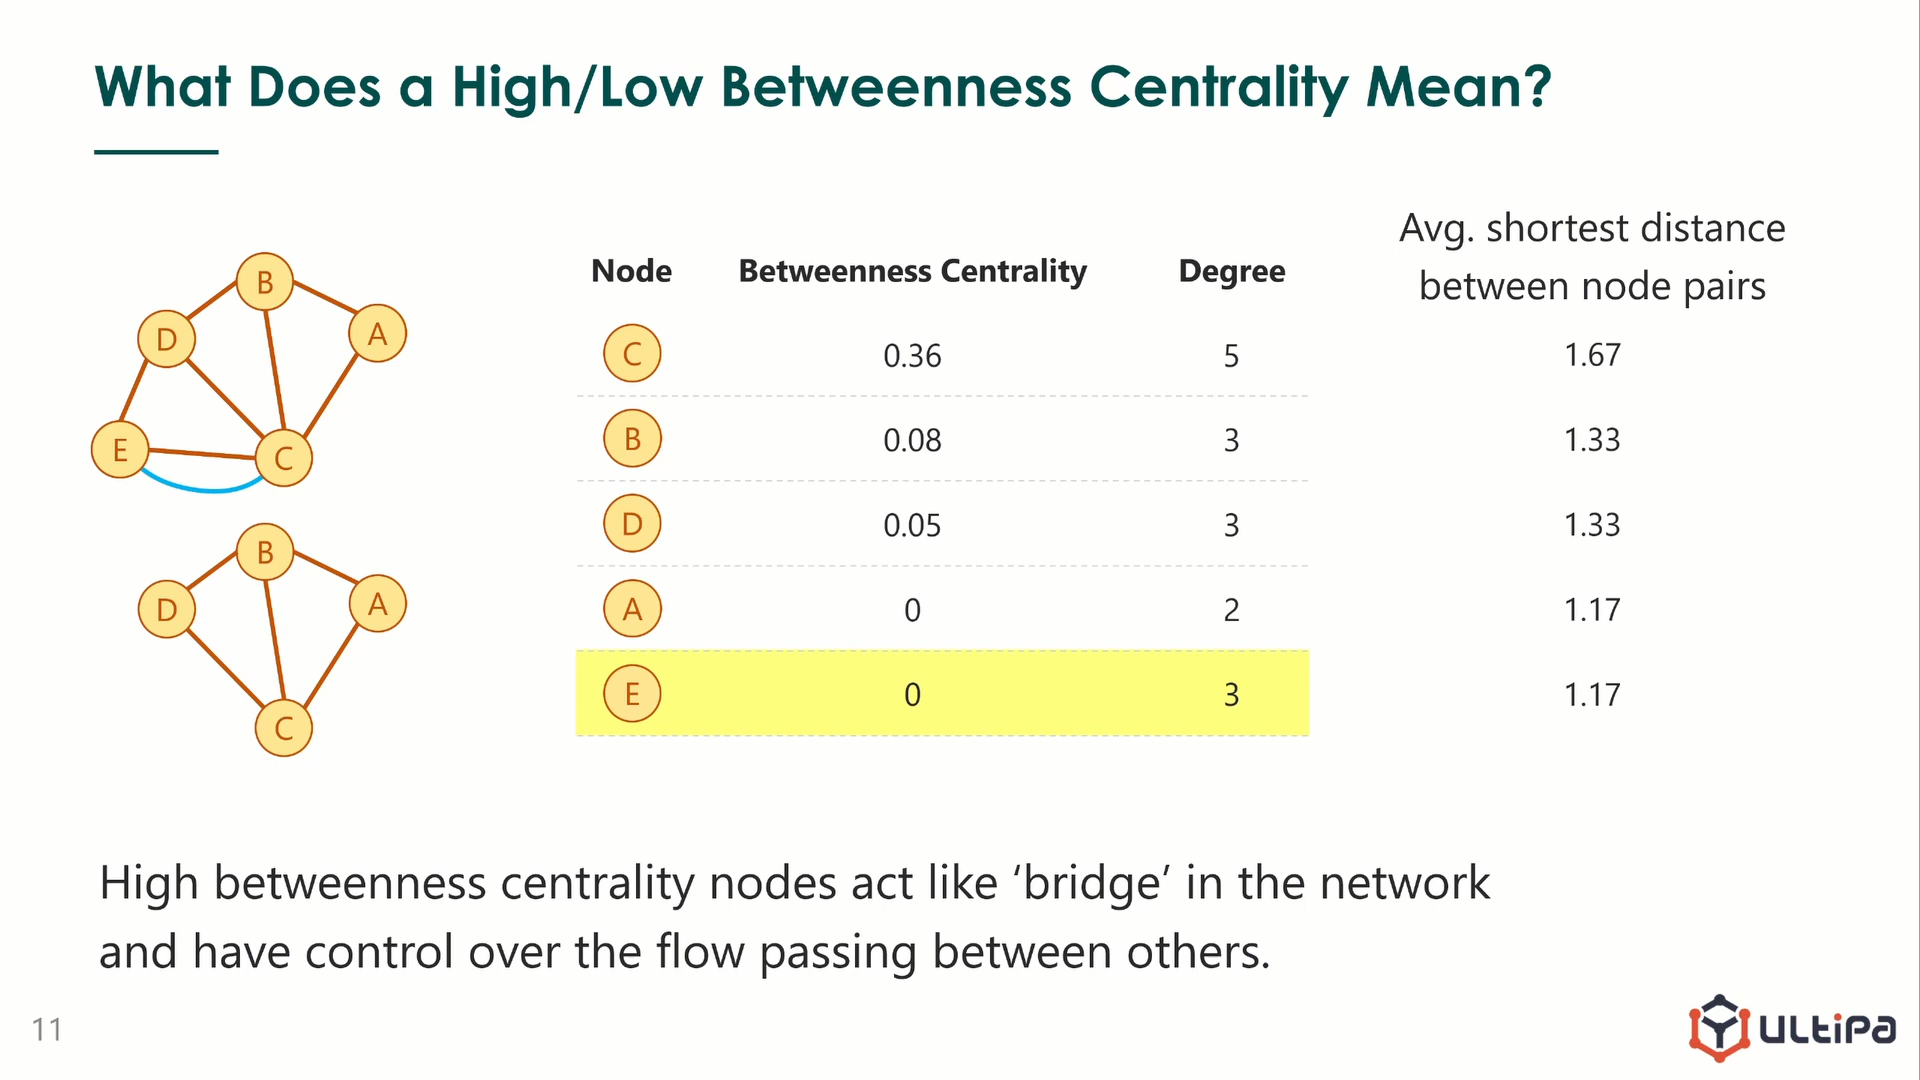 What Does a High/Low Betweenness Centrality Mean?
B
D
A
E
C
B
D
A
C
Node Betweenness Centrality Degree Avg. shortest distance
between node pairs
C 0.36 5 1.67
B 0.08 3 1.33
D 0.05 3 1.33
A 0 2 1.17
E 0 3 1.17
High betweenness centrality nodes act like ‘bridge’ in the network
and have control over the flow passing between others.
11
ULtiPa